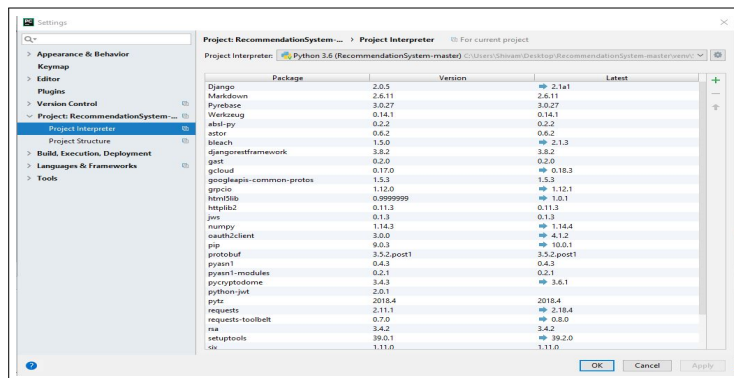 Settings
Project: RecommendationSystem-... › Project Interpreter For current project
Project Interpreter: Python 3.6 (RecommendationSystem-master) C:\Users\Shivam\Desktop\RecommendationSystem-master\venv\
Appearance & Behavior
Keymap
Editor
Plugins
Version Control
Project: RecommendationSystem-...
Project Interpreter
Project Structure
Build, Execution, Deployment
Languages & Frameworks
Tools
Package Version Latest
Django 2.0.5 2.1a1
Markdown 2.6.11 2.6.11
Pyrebase 3.0.27 3.0.27
Werkzeug 0.14.1 0.14.1
absl-py 0.2.2 0.2.2
astor 0.6.2 0.6.2
bleach 1.5.0 2.1.3
djangorestframework 3.8.2 3.8.2
gast 0.2.0 0.2.0
gcloud 0.17.0 0.18.3
googleapis-common-protos 1.5.3 1.5.3
grpcio 1.12.0 1.12.1
html5lib 0.9999999 1.0.1
httplib2 0.11.3 0.11.3
jws 0.1.3 0.1.3
numpy 1.14.3 1.14.4
oauth2client 3.0.0 4.1.2
pip 9.0.3 10.0.1
protobuf 3.5.2.post1 3.5.2.post1
pyasn1 0.4.3 0.4.3
pyasn1-modules 0.2.1 0.2.1
pycryptodome 3.4.3 3.6.1
python-jwt 2.0.1
pytz 2018.4 2018.4
requests 2.11.1 2.18.4
requests-toolbelt 0.7.0 0.8.0
rsa 3.4.2 3.4.2
setuptools 39.0.1 39.2.0
six 1.11.0 1.11.0
OK Cancel Apply